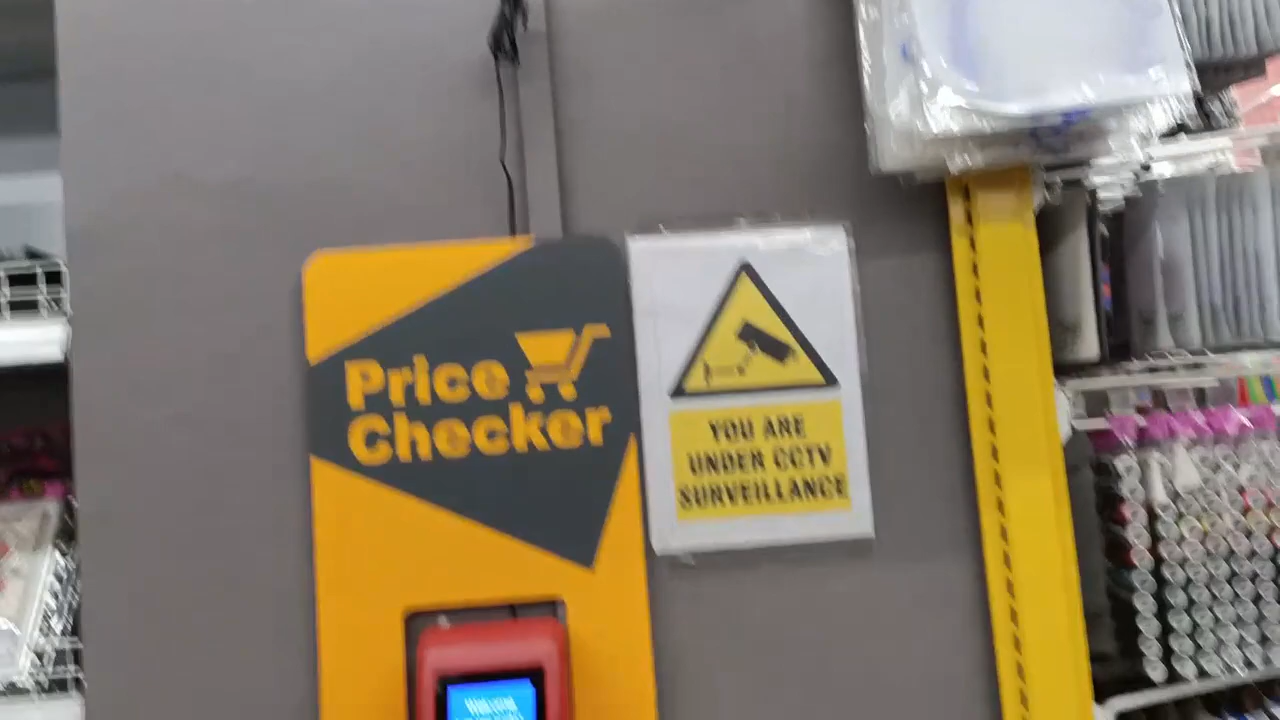 Price
Checker
YOU ARE
UNDER CCTV
SURVEILLANCE